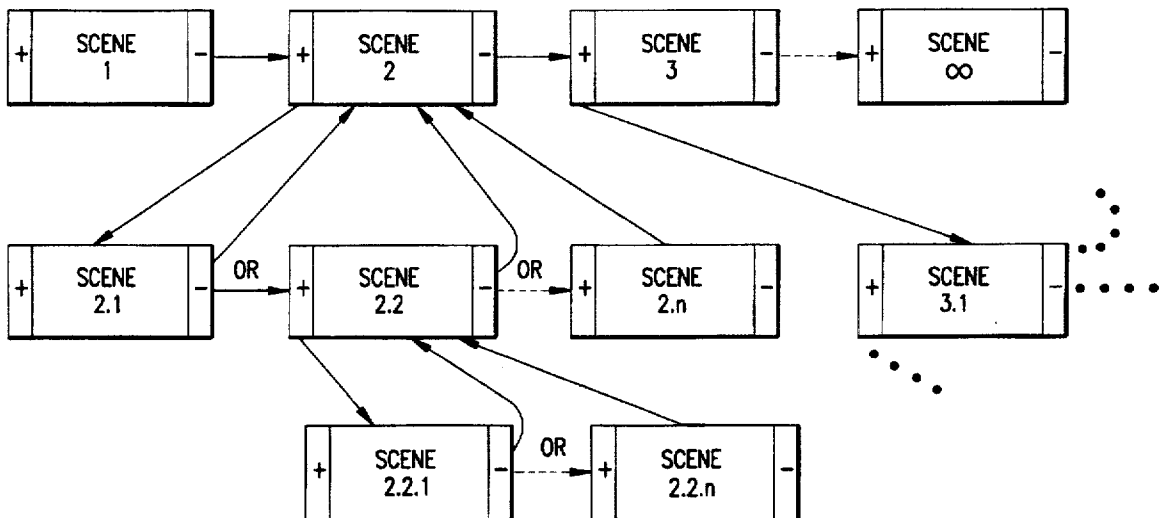 + SCENE 1 -
+ SCENE 2 -
+ SCENE 3 -
+ SCENE ∞ -
+ SCENE 2.1 -
OR
+ SCENE 2.2 -
OR
+ SCENE 2.n -
+ SCENE 3.1 -
+ SCENE 2.2.1 -
OR
+ SCENE 2.2.n -